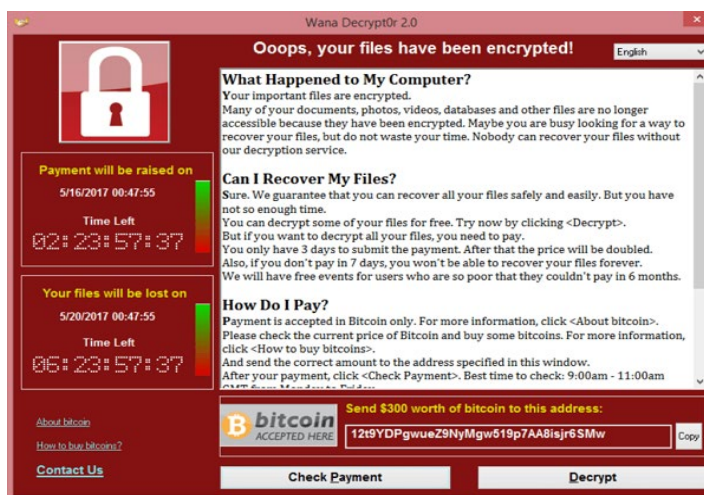 Wana Decrypt0r 2.0
Ooops, your files have been encrypted!
English
What Happened to My Computer?
Your important files are encrypted.
Many of your documents, photos, videos, databases and other files are no longer
accessible because they have been encrypted. Maybe you are busy looking for a way to
recover your files, but do not waste your time. Nobody can recover your files without
our decryption service.
Can I Recover My Files?
Sure. We guarantee that you can recover all your files safely and easily. But you have
not so enough time.
You can decrypt some of your files for free. Try now by clicking <Decrypt>.
But if you want to decrypt all your files, you need to pay.
You only have 3 days to submit the payment. After that the price will be doubled.
Also, if you don't pay in 7 days, you won't be able to recover your files forever.
We will have free events for users who are so poor that they couldn't pay in 6 months.
How Do I Pay?
Payment is accepted in Bitcoin only. For more information, click <About bitcoin>.
Please check the current price of Bitcoin and buy some bitcoins. For more information,
click <How to buy bitcoins>.
And send the correct amount to the address specified in this window.
After your payment, click <Check Payment>. Best time to check: 9:00am - 11:00am
GMT from Monday to Friday.
Payment will be raised on
5/16/2017 00:47:55
Time Left
02:23:57:37
Your files will be lost on
5/20/2017 00:47:55
Time Left
06:23:57:37
About bitcoin
How to buy bitcoins?
Contact Us
bitcoin
ACCEPTED HERE
Send $300 worth of bitcoin to this address:
12t9YDPgwueZ9NyMgw519p7AA8isjr6SMw
Copy
Check Payment
Decrypt